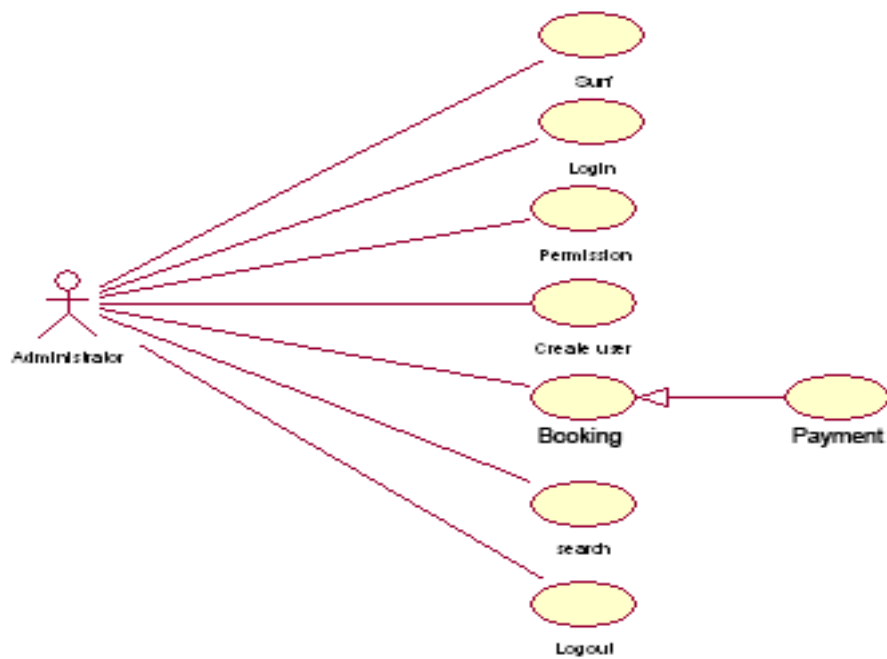 Surf
Login
Permission
Create user
Administrator
Booking
Payment
search
Logout